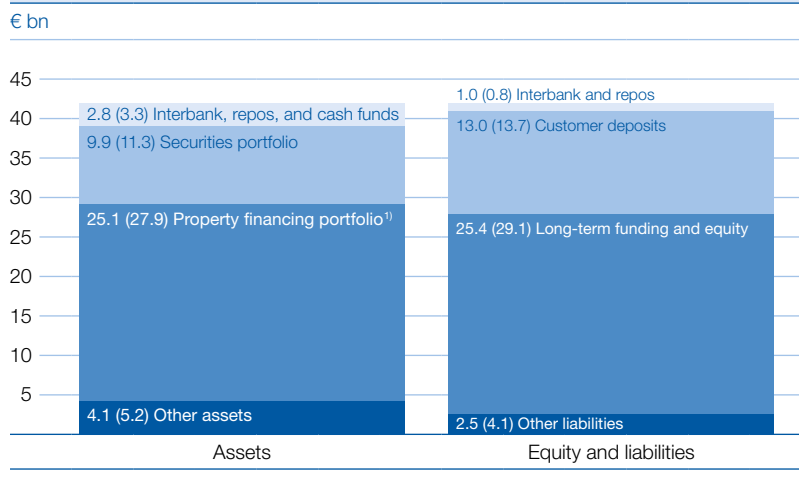 € bn
45
40
35
30
25
20
15
10
5
2.8 (3.3) Interbank, repos, and cash funds
9.9 (11.3) Securities portfolio
25.1 (27.9) Property financing portfolio¹⁾
4.1 (5.2) Other assets
1.0 (0.8) Interbank and repos
13.0 (13.7) Customer deposits
25.4 (29.1) Long-term funding and equity
2.5 (4.1) Other liabilities
Assets
Equity and liabilities